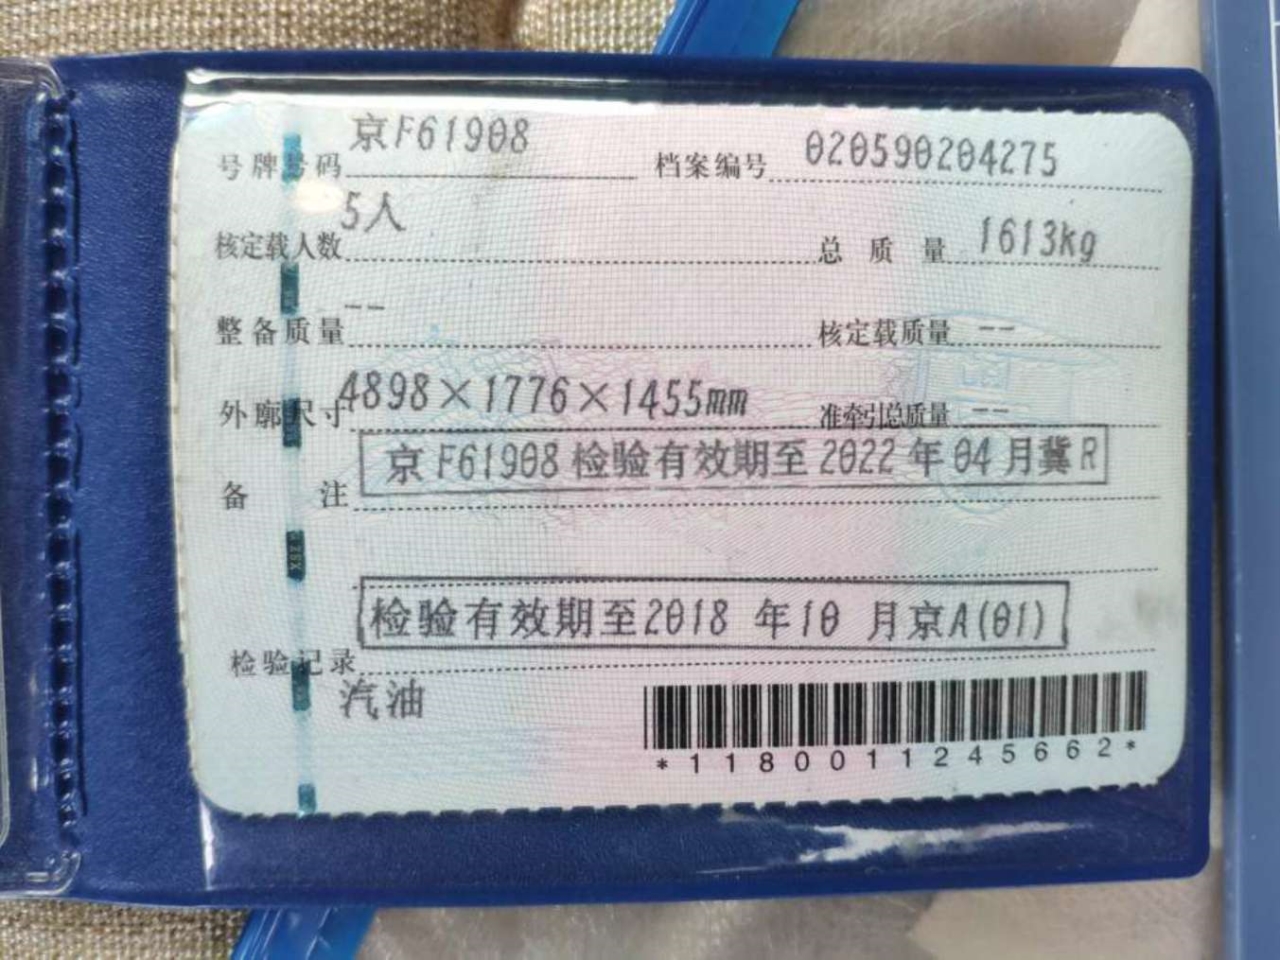 号牌号码 京F61908 档案编号 020590204275
核定载人数 5人 总质量 1613kg
整备质量 -- 核定载质量 --
外廓尺寸 4898×1776×1455mm 准牵引总质量 --
备注 京F61908检验有效期至2022年04月冀R
检验有效期至2018年10月京A(01)
检验记录
汽油
*1180011245662*